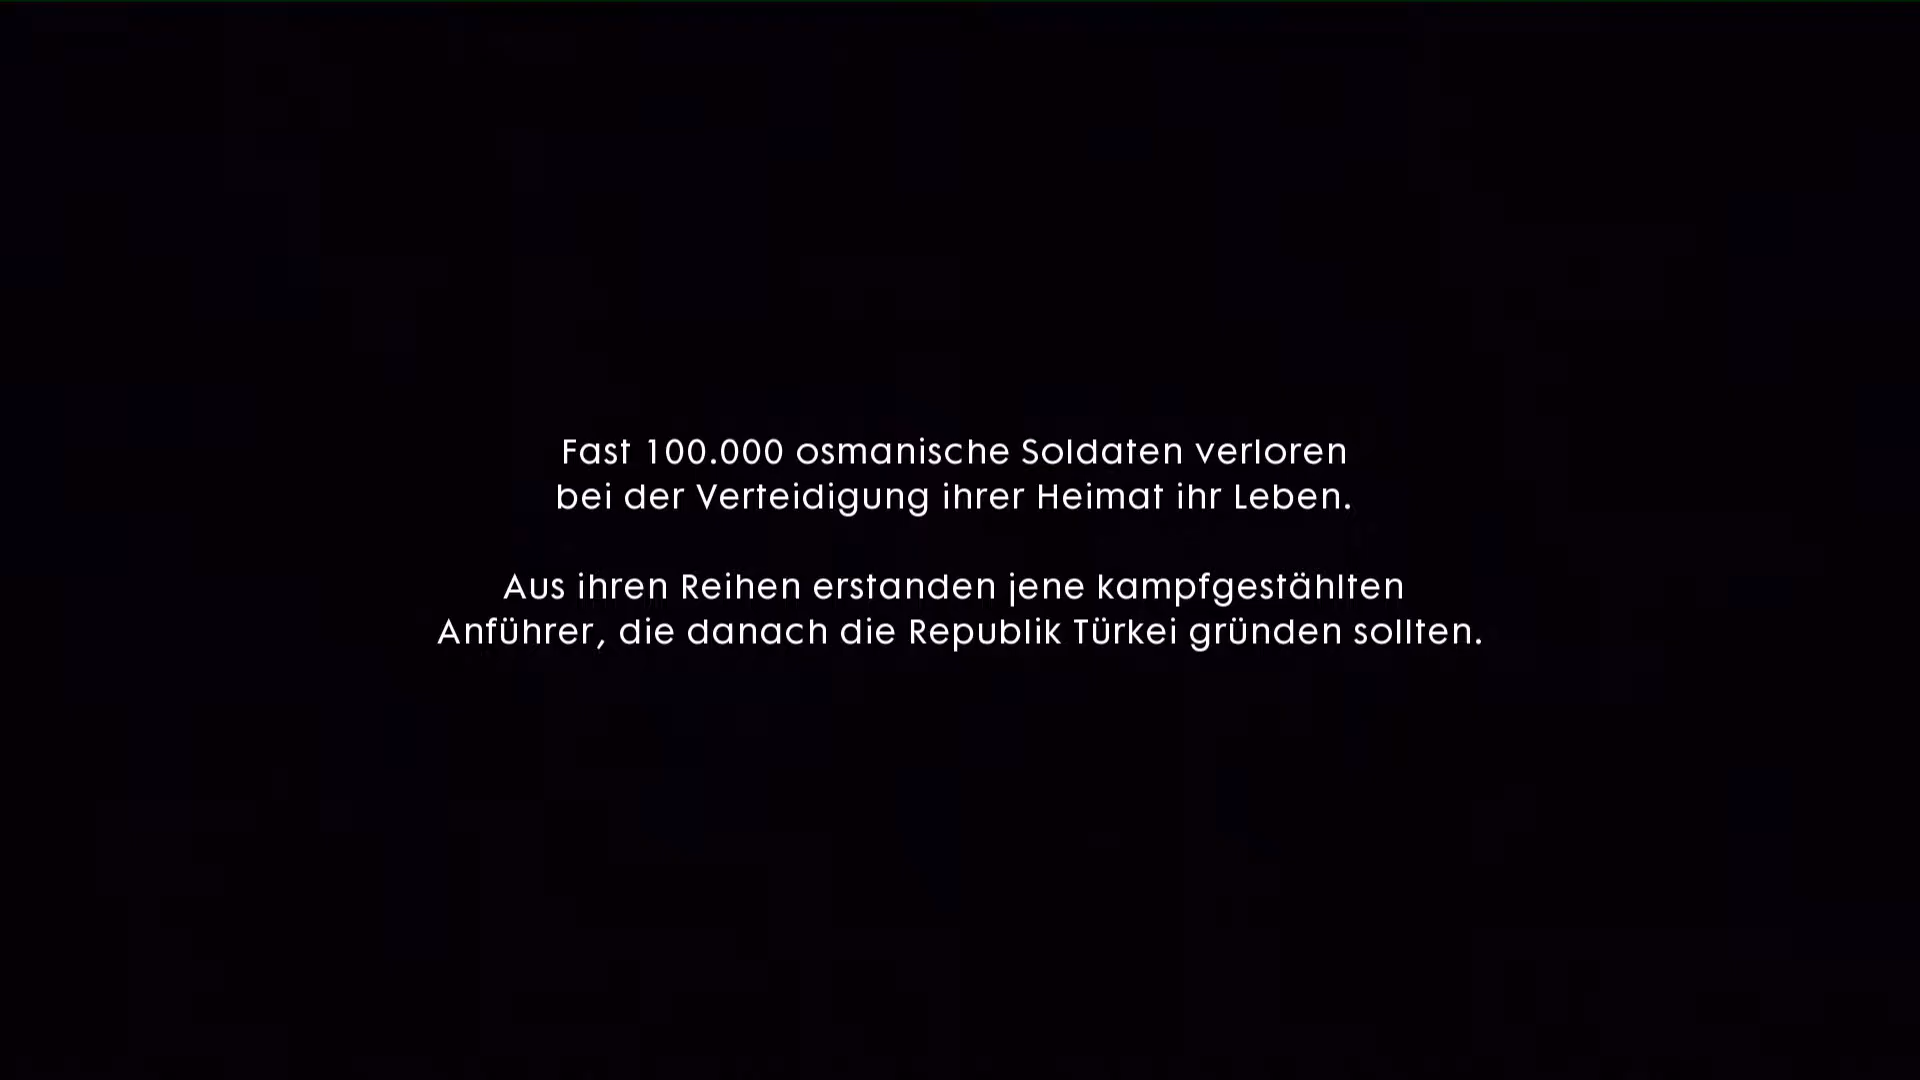 Fast 100.000 osmanische Soldaten verloren
bei der Verteidigung ihrer Heimat ihr Leben.
Aus ihren Reihen erstanden jene kampfgestählten
Anführer, die danach die Republik Türkei gründen sollten.